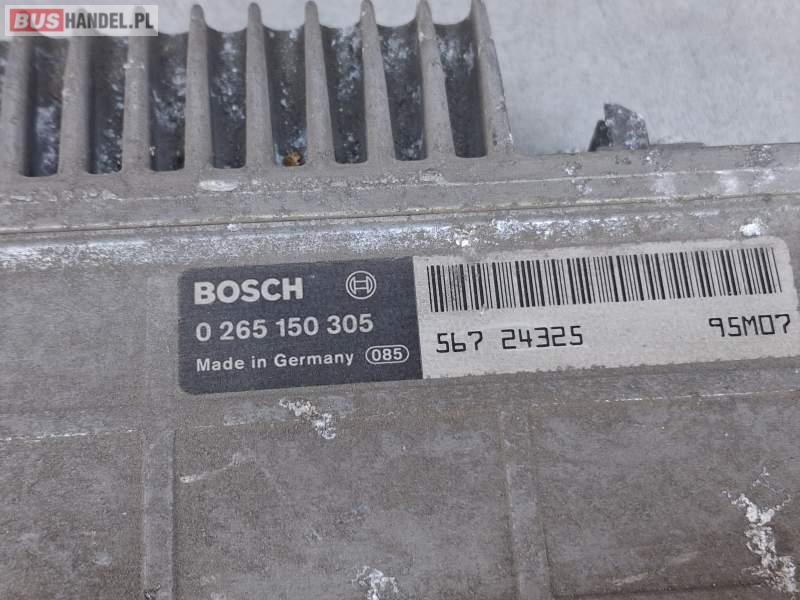 BUSHANDEL.PL
BOSCH
0 265 150 305
Made in Germany 085
567 24325 95M07